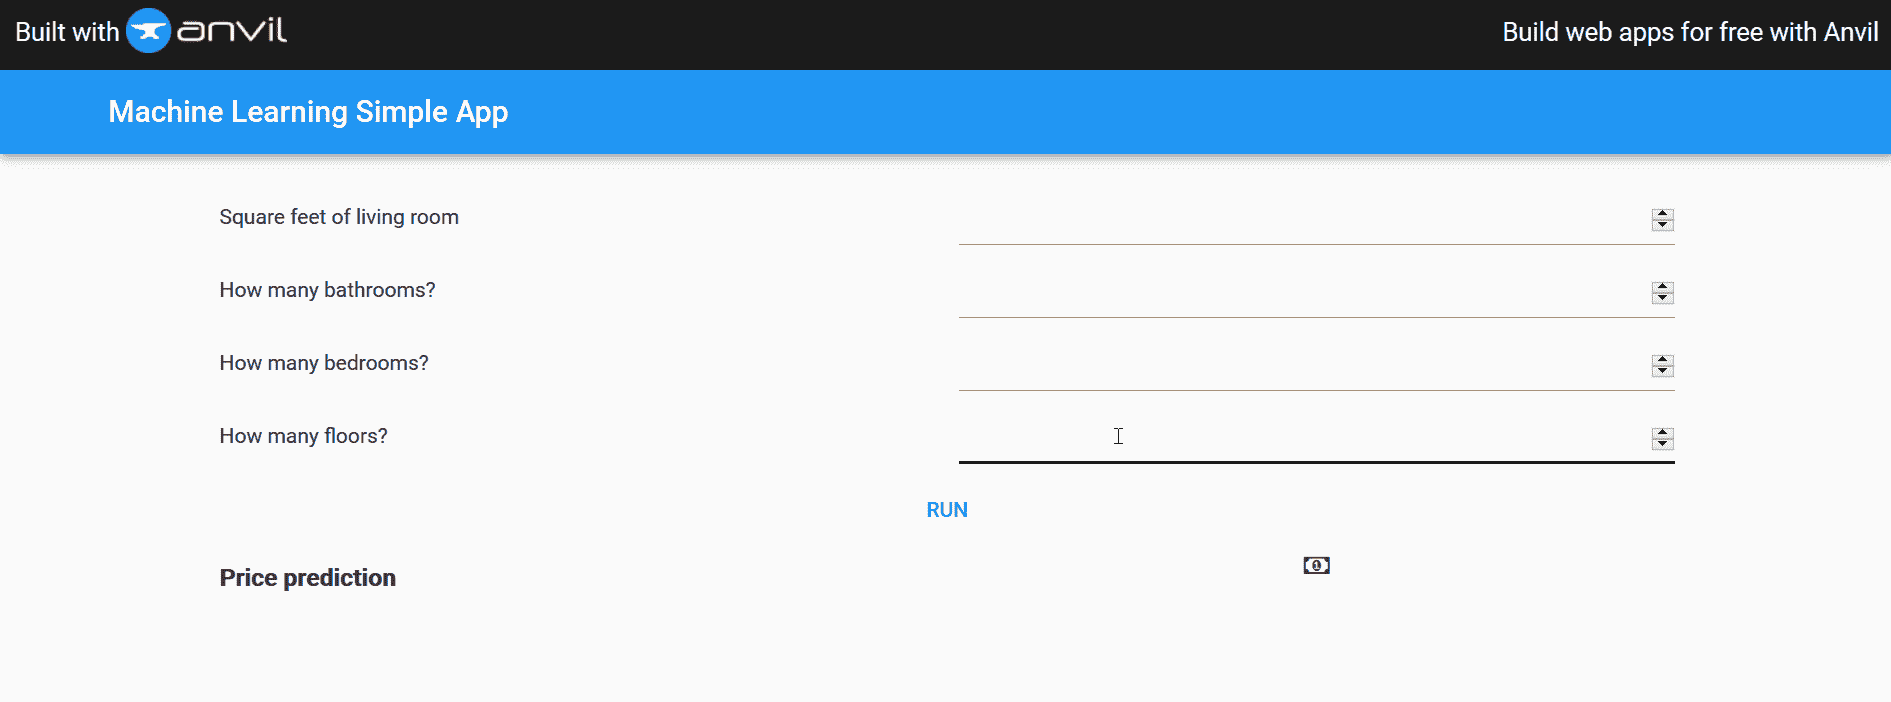 Built with anvil
Build web apps for free with Anvil
Machine Learning Simple App
Square feet of living room
How many bathrooms?
How many bedrooms?
How many floors?
RUN
Price prediction